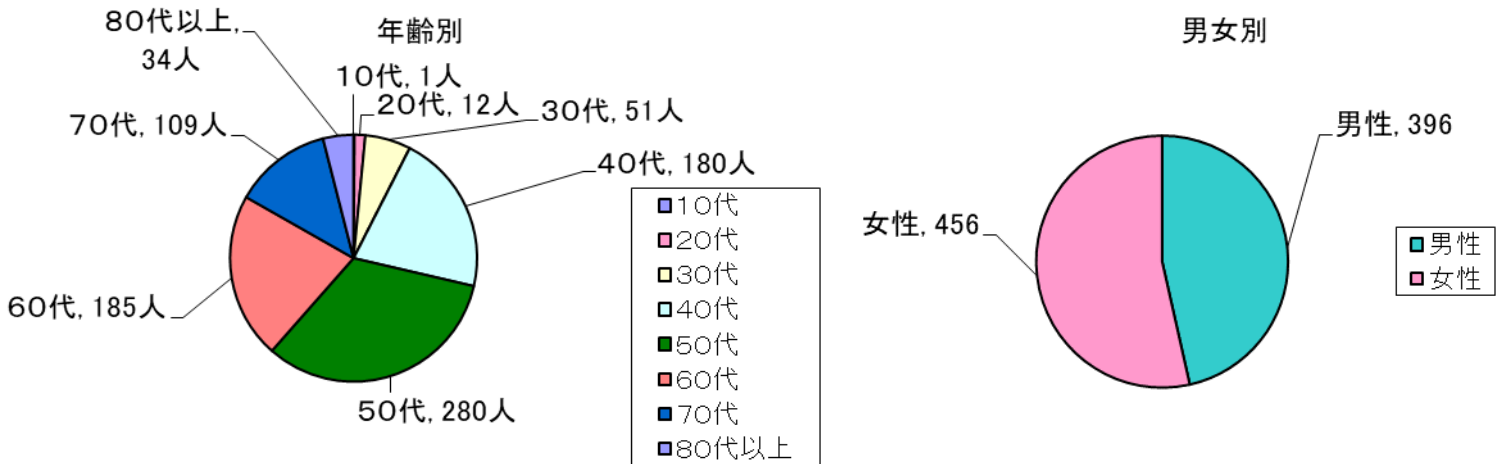 年齢別
80代以上,
34人
10代, 1人
20代, 12人
30代, 51人
70代, 109人
40代, 180人
60代, 185人
50代, 280人
10代
20代
30代
40代
50代
60代
70代
80代以上
男女別
男性, 396
女性, 456
男性
女性